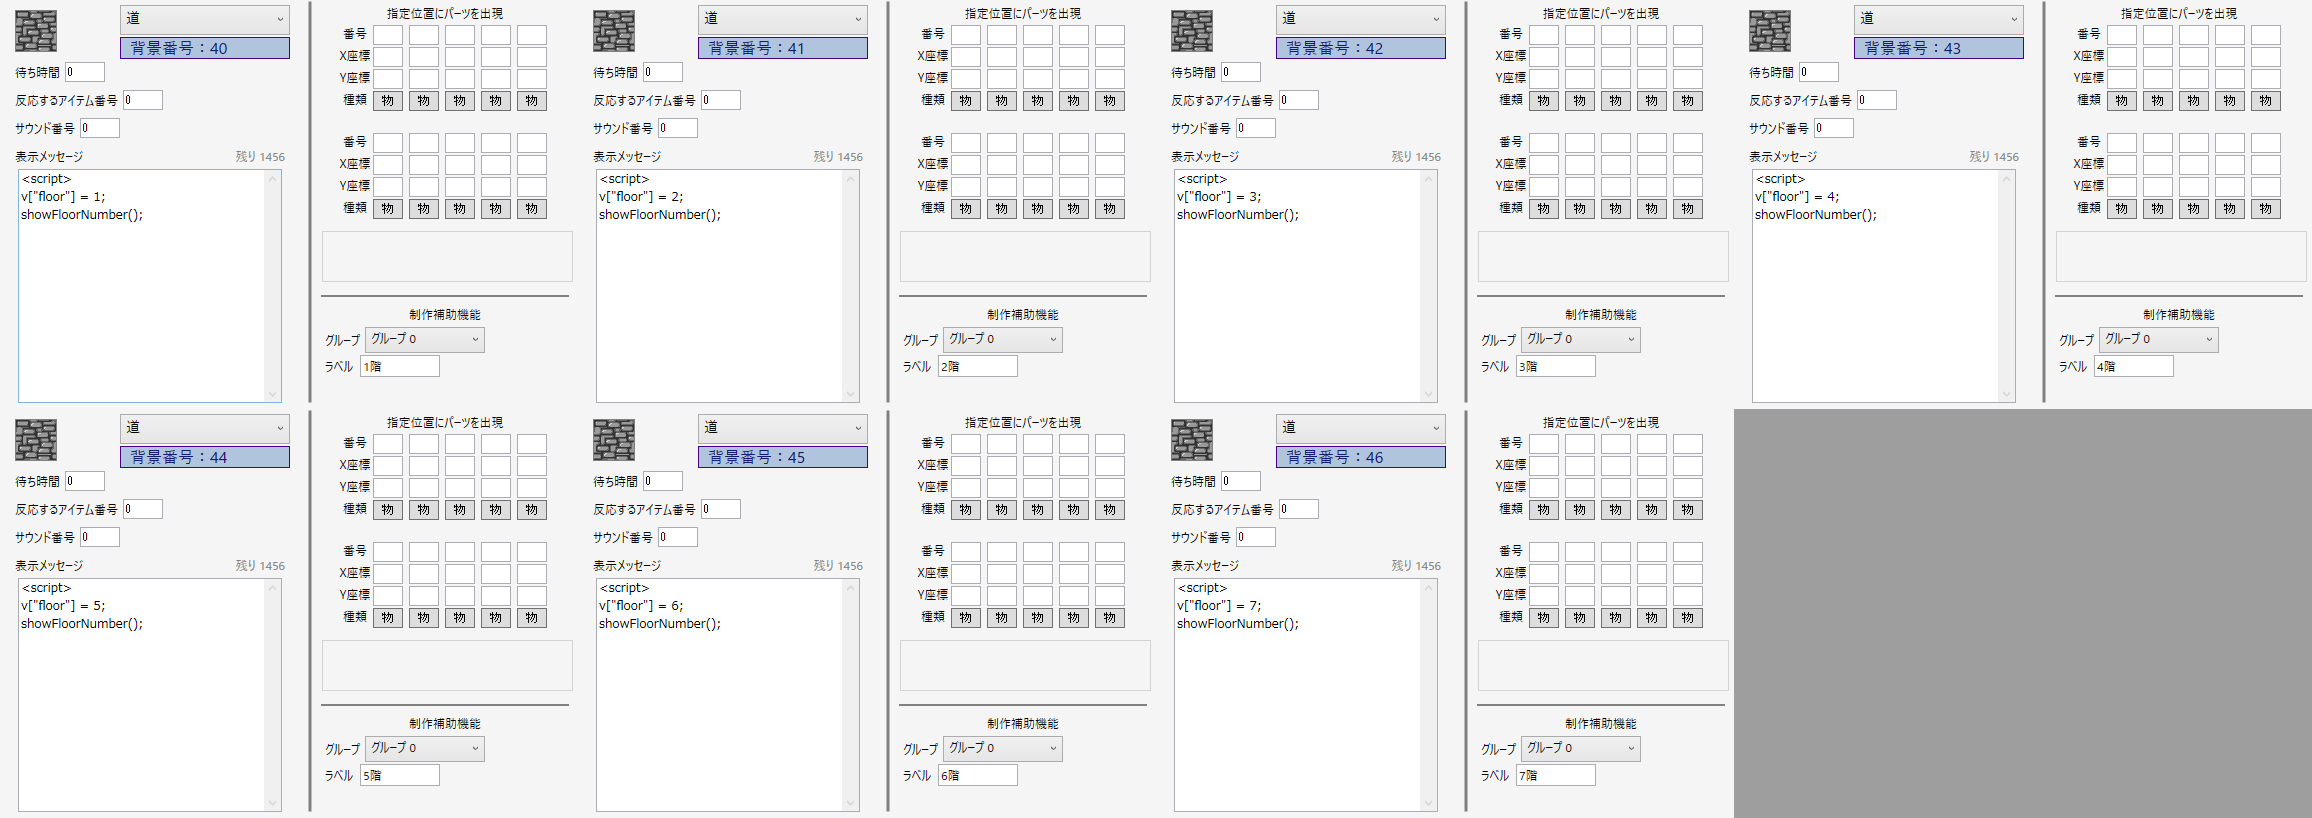 道
背景番号：40
待ち時間 0
反応するアイテム番号 0
サウンド番号 0
表示メッセージ 残り 1456
<script>
v["floor"] = 1;
showFloorNumber();
指定位置にパーツを出現
番号
X座標
Y座標
種類 物 物 物 物 物
番号
X座標
Y座標
種類 物 物 物 物 物
制作補助機能
グループ グループ 0
ラベル 1階
道
背景番号：41
待ち時間 0
反応するアイテム番号 0
サウンド番号 0
表示メッセージ 残り 1456
<script>
v["floor"] = 2;
showFloorNumber();
指定位置にパーツを出現
番号
X座標
Y座標
種類 物 物 物 物 物
番号
X座標
Y座標
種類 物 物 物 物 物
制作補助機能
グループ グループ 0
ラベル 2階
道
背景番号：42
待ち時間 0
反応するアイテム番号 0
サウンド番号 0
表示メッセージ 残り 1456
<script>
v["floor"] = 3;
showFloorNumber();
指定位置にパーツを出現
番号
X座標
Y座標
種類 物 物 物 物 物
番号
X座標
Y座標
種類 物 物 物 物 物
制作補助機能
グループ グループ 0
ラベル 3階
道
背景番号：43
待ち時間 0
反応するアイテム番号 0
サウンド番号 0
表示メッセージ 残り 1456
<script>
v["floor"] = 4;
showFloorNumber();
指定位置にパーツを出現
番号
X座標
Y座標
種類 物 物 物 物 物
番号
X座標
Y座標
種類 物 物 物 物 物
制作補助機能
グループ グループ 0
ラベル 4階
道
背景番号：44
待ち時間 0
反応するアイテム番号 0
サウンド番号 0
表示メッセージ 残り 1456
<script>
v["floor"] = 5;
showFloorNumber();
指定位置にパーツを出現
番号
X座標
Y座標
種類 物 物 物 物 物
番号
X座標
Y座標
種類 物 物 物 物 物
制作補助機能
グループ グループ 0
ラベル 5階
道
背景番号：45
待ち時間 0
反応するアイテム番号 0
サウンド番号 0
表示メッセージ 残り 1456
<script>
v["floor"] = 6;
showFloorNumber();
指定位置にパーツを出現
番号
X座標
Y座標
種類 物 物 物 物 物
番号
X座標
Y座標
種類 物 物 物 物 物
制作補助機能
グループ グループ 0
ラベル 6階
道
背景番号：46
待ち時間 0
反応するアイテム番号 0
サウンド番号 0
表示メッセージ 残り 1456
<script>
v["floor"] = 7;
showFloorNumber();
指定位置にパーツを出現
番号
X座標
Y座標
種類 物 物 物 物 物
番号
X座標
Y座標
種類 物 物 物 物 物
制作補助機能
グループ グループ 0
ラベル 7階